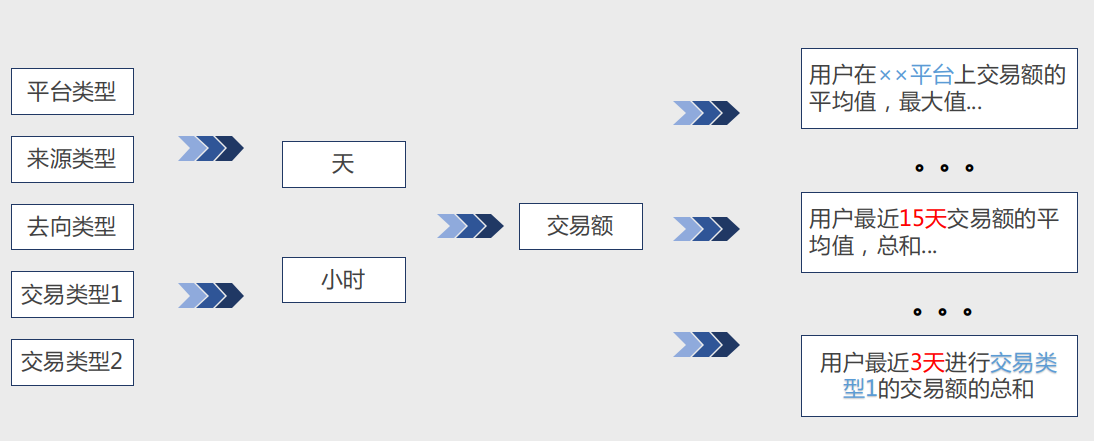 平台类型
来源类型
去向类型
交易类型1
交易类型2
天
小时
交易额
用户在××平台上交易额的
平均值，最大值...
用户最近15天交易额的平
均值，总和...
用户最近3天进行交易类
型1的交易额的总和